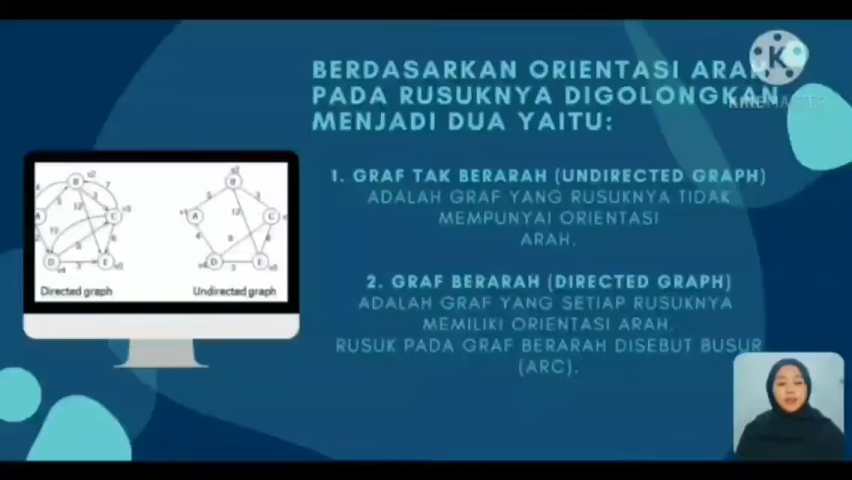 BERDASARKAN ORIENTASI ARAH
PADA RUSUKNYA DIGOLONGKAN
MENJADI DUA YAITU:
K
KINEMASTER
1. GRAF TAK BERARAH (UNDIRECTED GRAPH)
ADALAH GRAF YANG RUSUKNYA TIDAK
MEMPUNYAI ORIENTASI
ARAH.
2. GRAF BERARAH (DIRECTED GRAPH)
ADALAH GRAF YANG SETIAP RUSUKNYA
MEMILIKI ORIENTASI ARAH.
RUSUK PADA GRAF BERARAH DISEBUT BUSUR
(ARC).
Directed graph
Undirected graph